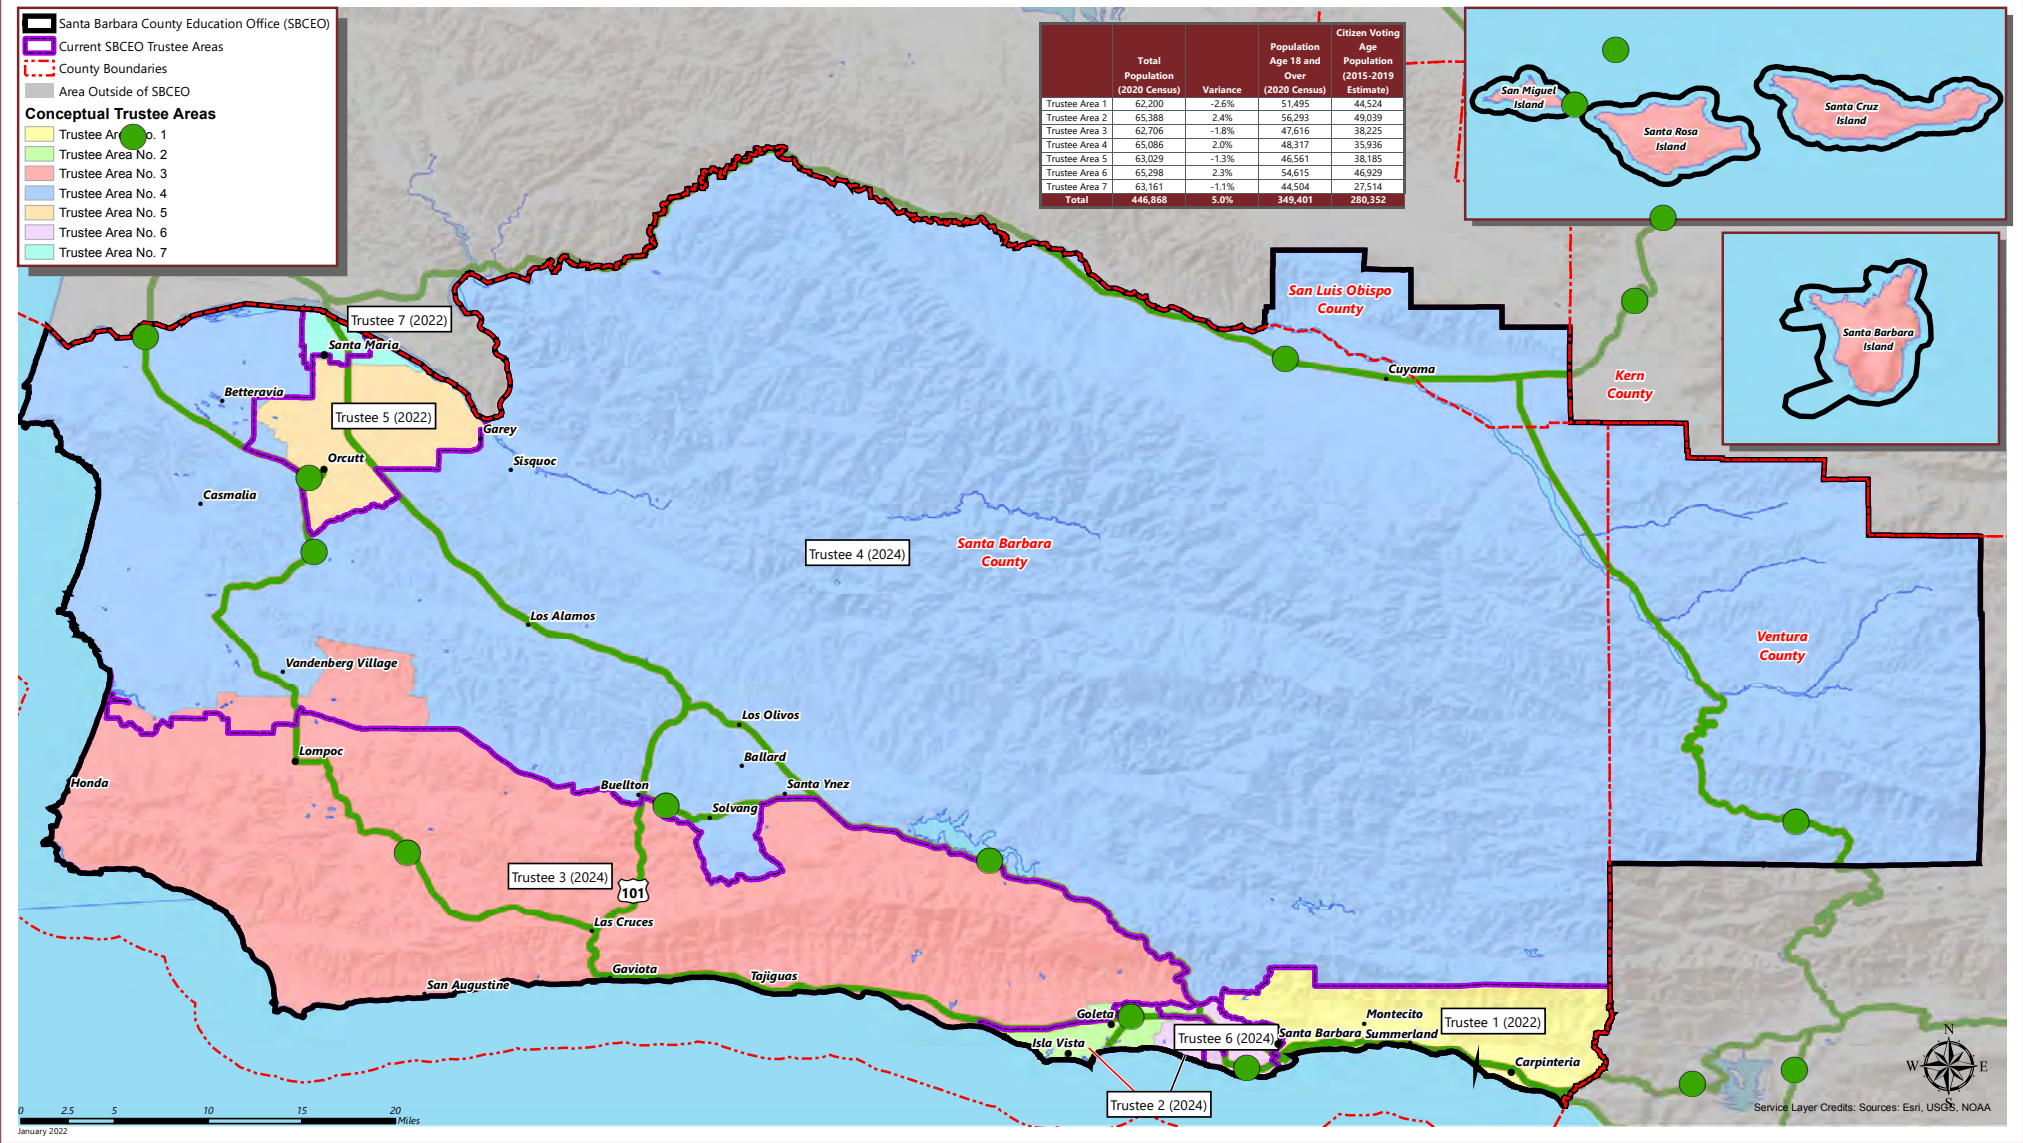 Santa Barbara County Education Office (SBCEO)
Current SBCEO Trustee Areas
County Boundaries
Area Outside of SBCEO
Conceptual Trustee Areas
Trustee Area No. 1
Trustee Area No. 2
Trustee Area No. 3
Trustee Area No. 4
Trustee Area No. 5
Trustee Area No. 6
Trustee Area No. 7
Total Population (2020 Census) Variance Population Age 18 and Over (2020 Census) Citizen Voting Age Population (2015-2019 Estimate)
Trustee Area 1 62,200 -2.6% 51,495 44,524
Trustee Area 2 65,388 2.4% 56,293 49,039
Trustee Area 3 62,706 -1.8% 47,616 38,225
Trustee Area 4 65,086 2.0% 48,317 35,936
Trustee Area 5 63,029 -1.3% 46,561 38,185
Trustee Area 6 65,298 2.3% 54,615 46,929
Trustee Area 7 63,161 -1.1% 44,504 27,514
Total 446,868 5.0% 349,401 280,352
San Miguel
Island
Santa Rosa
Island
Santa Cruz
Island
Santa Barbara
Island
San Luis Obispo
County
Kern
County
Trustee 7 (2022)
Santa Maria
Cuyama
Betteravia
Trustee 5 (2022)
Garey
Orcutt
Sisquoc
Casmalia
Trustee 4 (2024)
Santa Barbara
County
Los Alamos
Ventura
County
Vandenberg Village
Los Olivos
Lompoc
Ballard
Honda
Buellton
Santa Ynez
Solvang
Trustee 3 (2024)
101
Las Cruces
Gaviota
Tajiguas
San Augustine
Goleta
Montecito
Trustee 1 (2022)
Isla Vista
Trustee 6 (2024)
Santa Barbara
Summerland
Carpinteria
Trustee 2 (2024)
N
W
E
S
0 2.5 5 10 15 20
Miles
January 2022
Service Layer Credits: Sources: Esri, USGS, NOAA